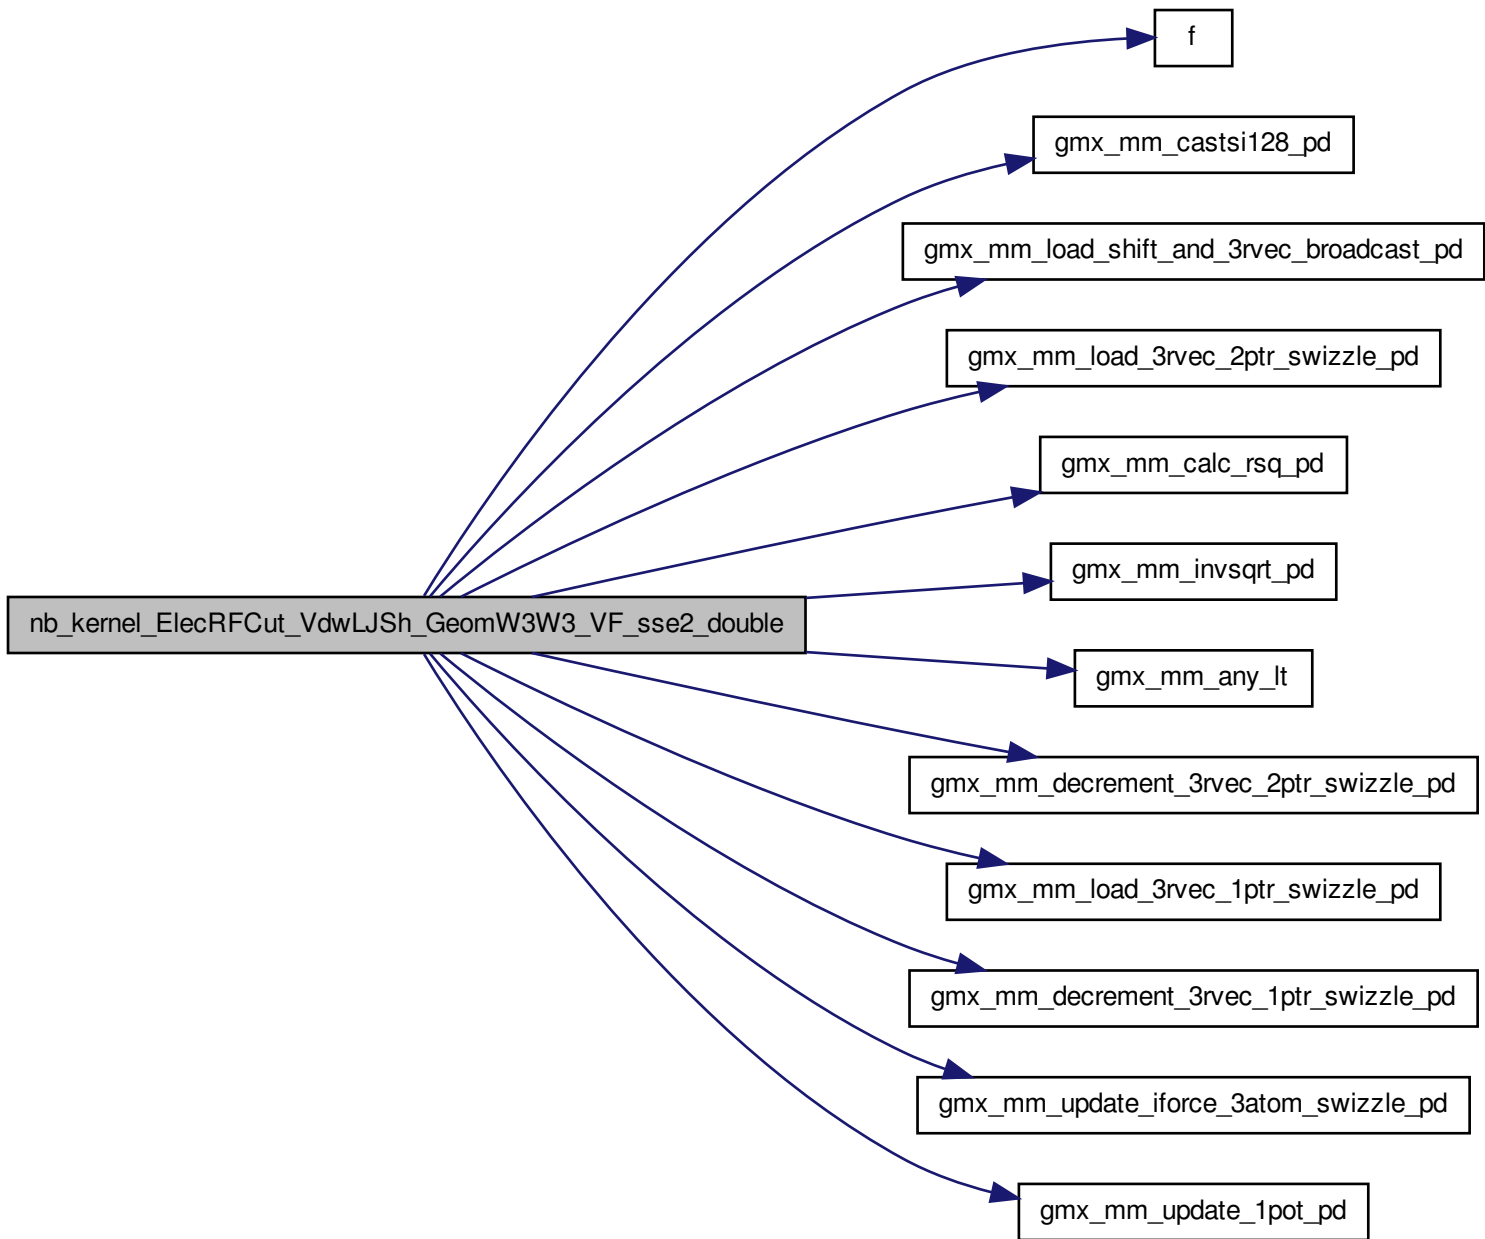 f
gmx_mm_castsi128_pd
gmx_mm_load_shift_and_3rvec_broadcast_pd
gmx_mm_load_3rvec_2ptr_swizzle_pd
gmx_mm_calc_rsq_pd
gmx_mm_invsqrt_pd
nb_kernel_ElecRFCut_VdwLJSh_GeomW3W3_VF_sse2_double
gmx_mm_any_lt
gmx_mm_decrement_3rvec_2ptr_swizzle_pd
gmx_mm_load_3rvec_1ptr_swizzle_pd
gmx_mm_decrement_3rvec_1ptr_swizzle_pd
gmx_mm_update_iforce_3atom_swizzle_pd
gmx_mm_update_1pot_pd